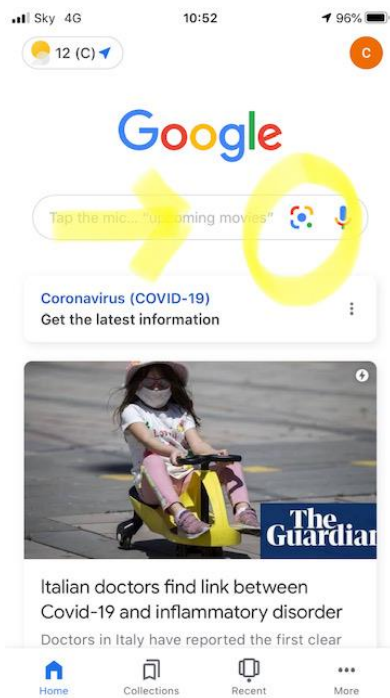 Sky 4G 10:52 96%
12 (C) C
Google
Tap the mic... "upcoming movies"
Coronavirus (COVID-19)
Get the latest information
The
Guardian
Italian doctors find link between
Covid-19 and inflammatory disorder
Doctors in Italy have reported the first clear
Home Collections Recent More